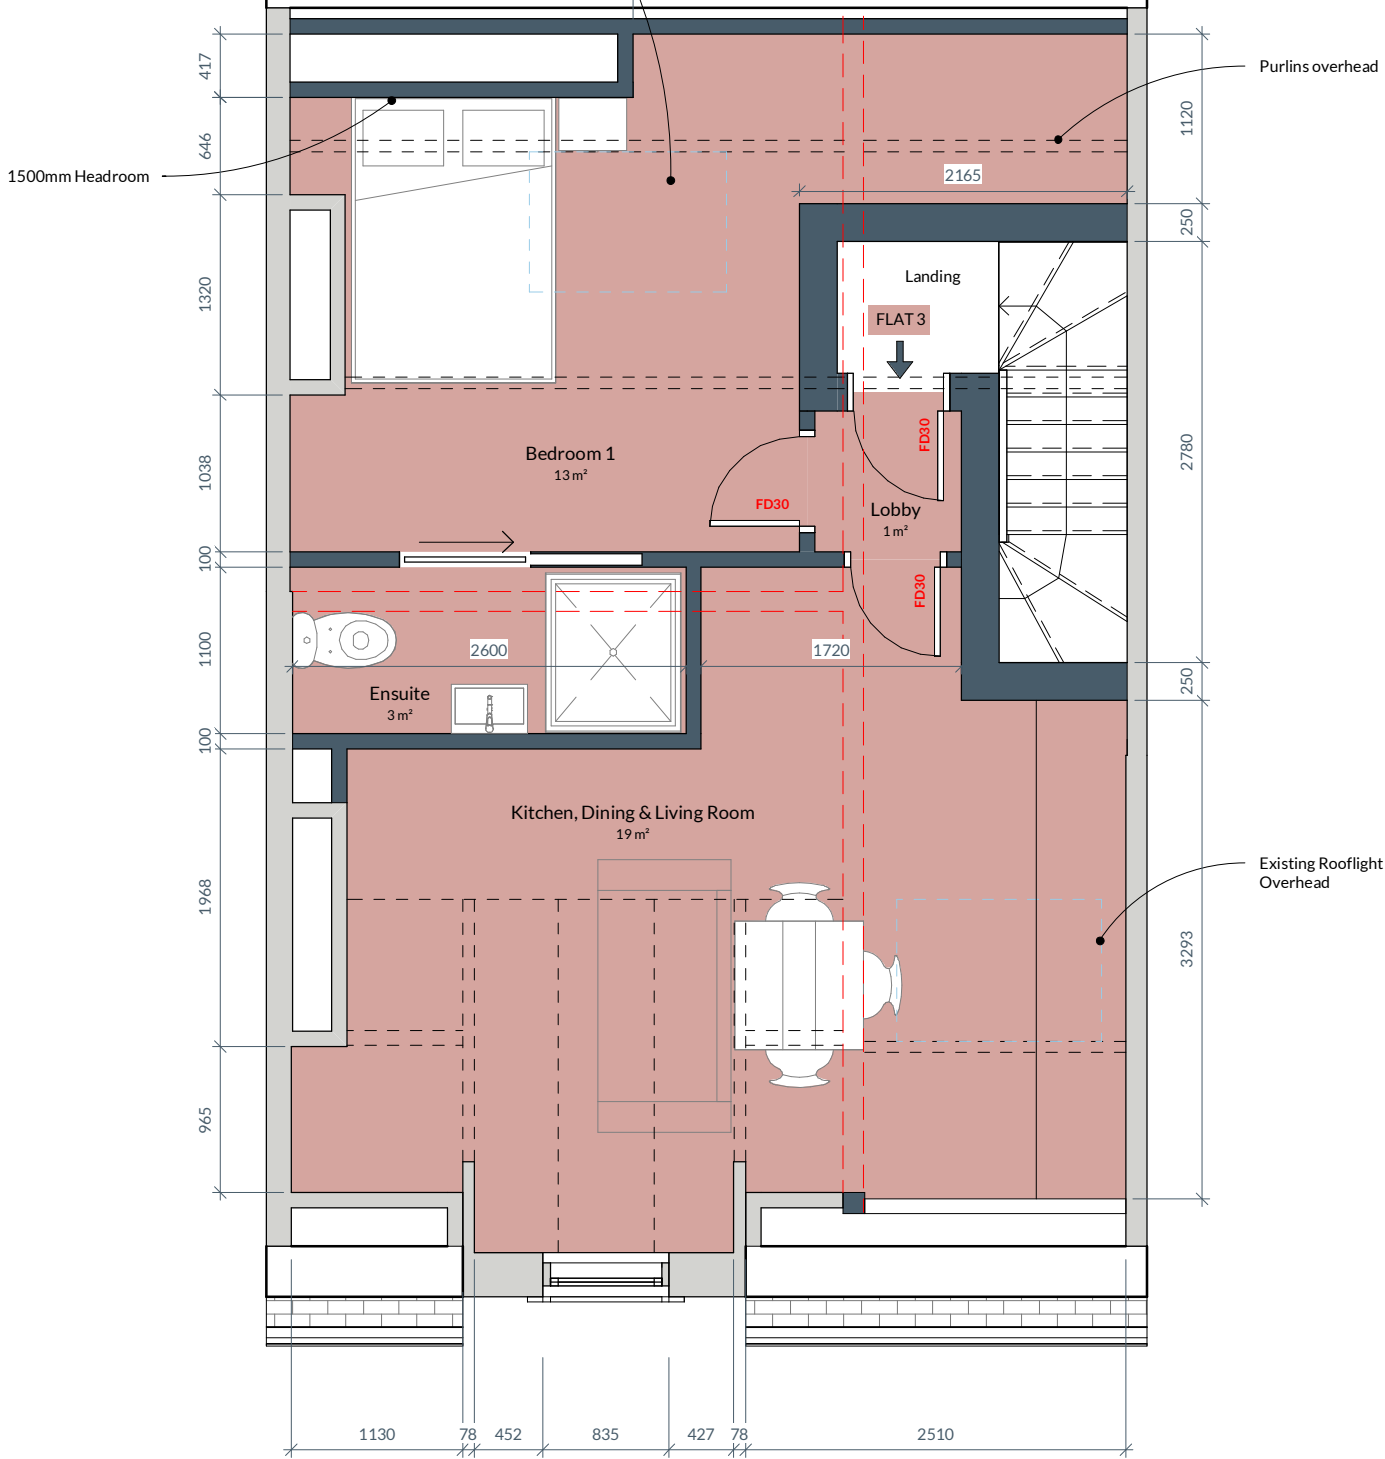 417
646
1320
1038
100
1100
100
1968
965
1500mm Headroom
Purlins overhead
1120
250
2780
250
3293
2165
Landing
FLAT 3
FD30
Bedroom 1
13 m²
FD30
Lobby
1 m²
FD30
2600
1720
Ensuite
3 m²
Kitchen, Dining & Living Room
19 m²
Existing Rooflight
Overhead
1130
78
452
835
427
78
2510